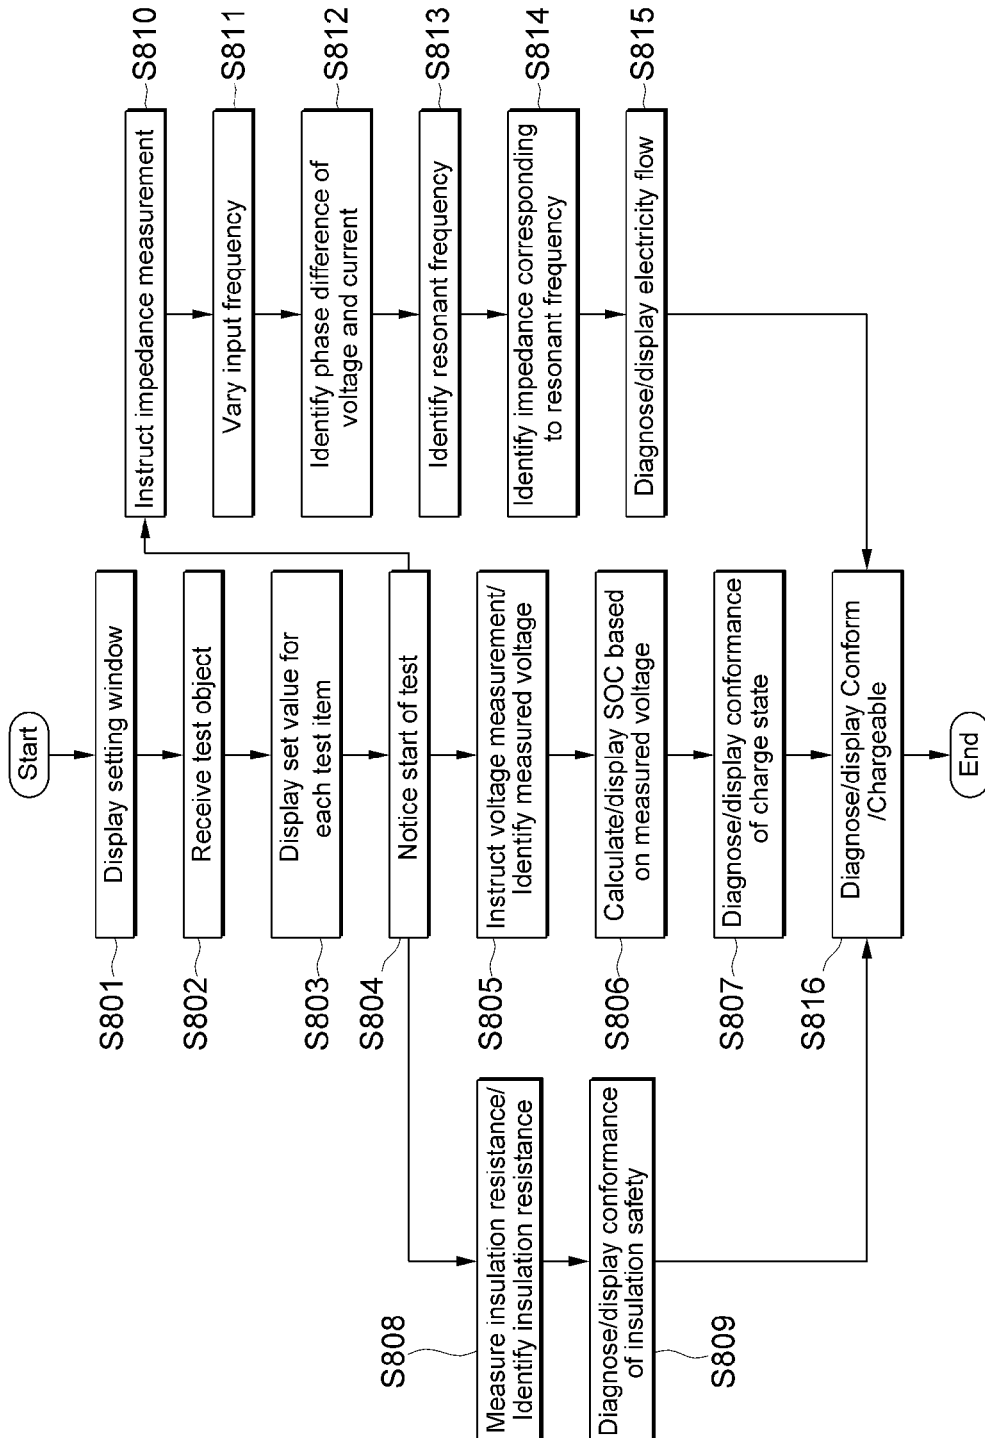 Start
S801
Display setting window
S802
Receive test object
S803
Display set value for
each test item
S804
Notice start of test
S805
Instruct voltage measurement/
Identify measured voltage
S806
Calculate/display SOC based
on measured voltage
S807
Diagnose/display conformance
of charge state
S808
Measure insulation resistance/
Identify insulation resistance
S809
Diagnose/display conformance
of insulation safety
S810
Instruct impedance measurement
S811
Vary input frequency
S812
Identify phase difference of
voltage and current
S813
Identify resonant frequency
S814
Identify impedance corresponding
to resonant frequency
S815
Diagnose/display electricity flow
S816
Diagnose/display Conform
/Chargeable
End